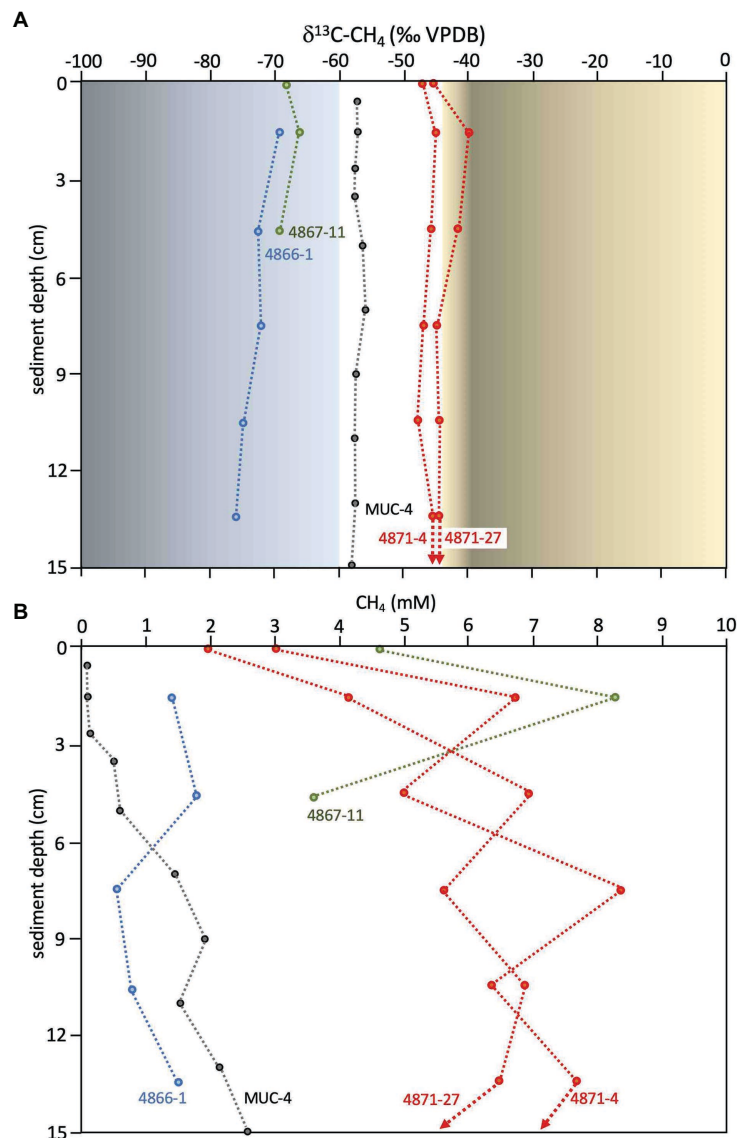 A
δ¹³C-CH₄ (‰ VPDB)
-100 -90 -80 -70 -60 -50 -40 -30 -20 -10 0
0
3
6
9
12
15
sediment depth (cm)
4867-11
4866-1
MUC-4
4871-4 4871-27
B
CH₄ (mM)
0 1 2 3 4 5 6 7 8 9 10
0
3
6
9
12
15
sediment depth (cm)
4867-11
4866-1 MUC-4 4871-27 4871-4